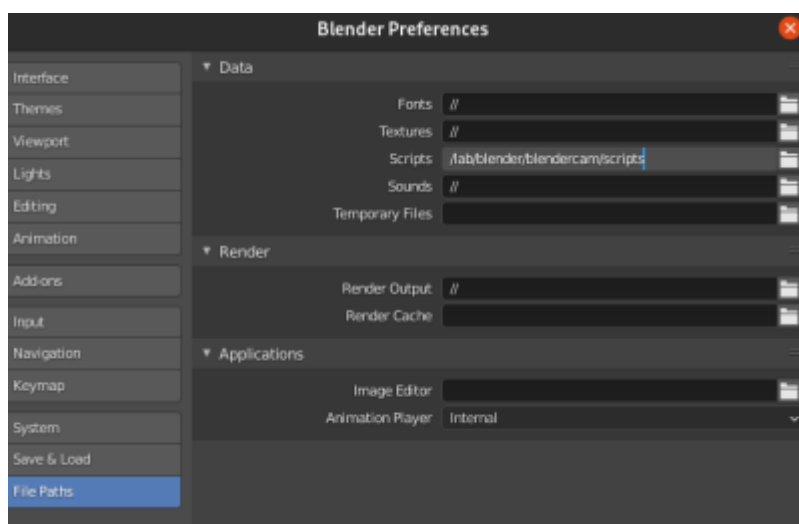 Blender Preferences
Interface
Themes
Viewport
Lights
Editing
Animation
Add-ons
Input
Navigation
Keymap
System
Save & Load
File Paths
Data
Fonts //
Textures //
Scripts /lab/blender/blendercam/scripts
Sounds //
Temporary Files
Render
Render Output //
Render Cache
Applications
Image Editor
Animation Player Internal